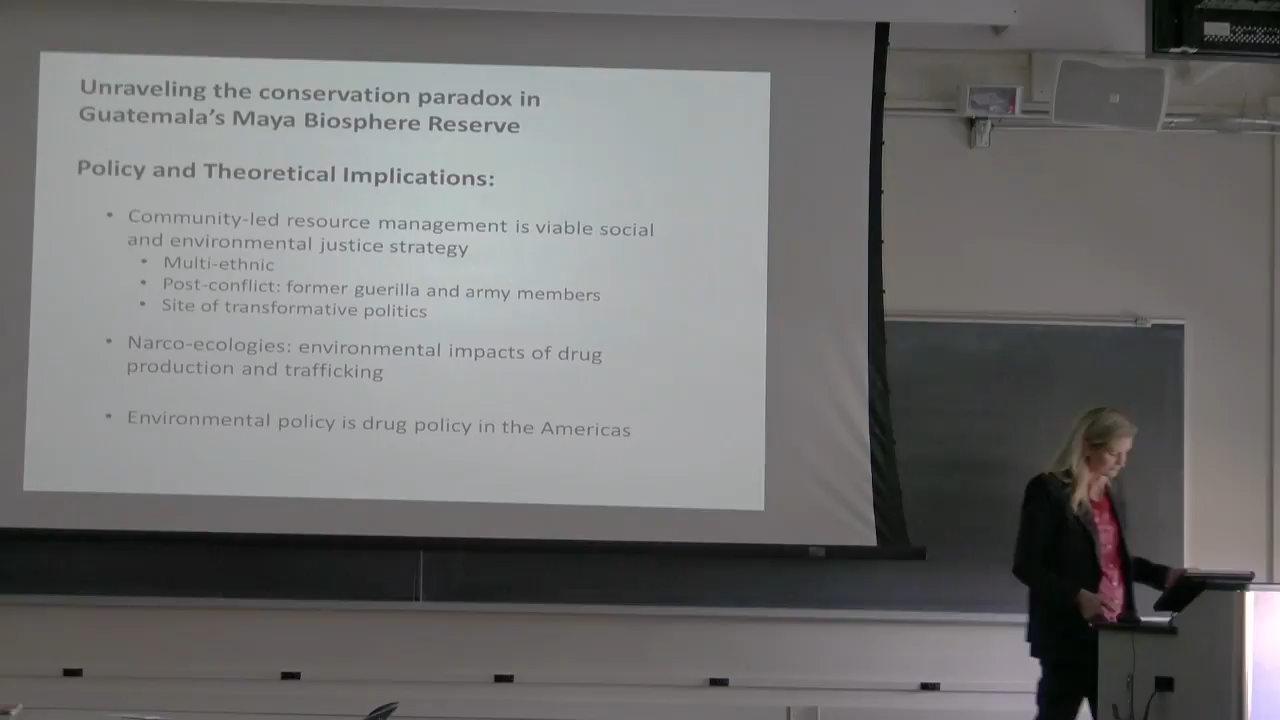 Unraveling the conservation paradox in
Guatemala's Maya Biosphere Reserve
Policy and Theoretical Implications:
• Community-led resource management is viable social
and environmental justice strategy
• Multi-ethnic
• Post-conflict: former guerilla and army members
• Site of transformative politics
• Narco-ecologies: environmental impacts of drug
production and trafficking
• Environmental policy is drug policy in the Americas